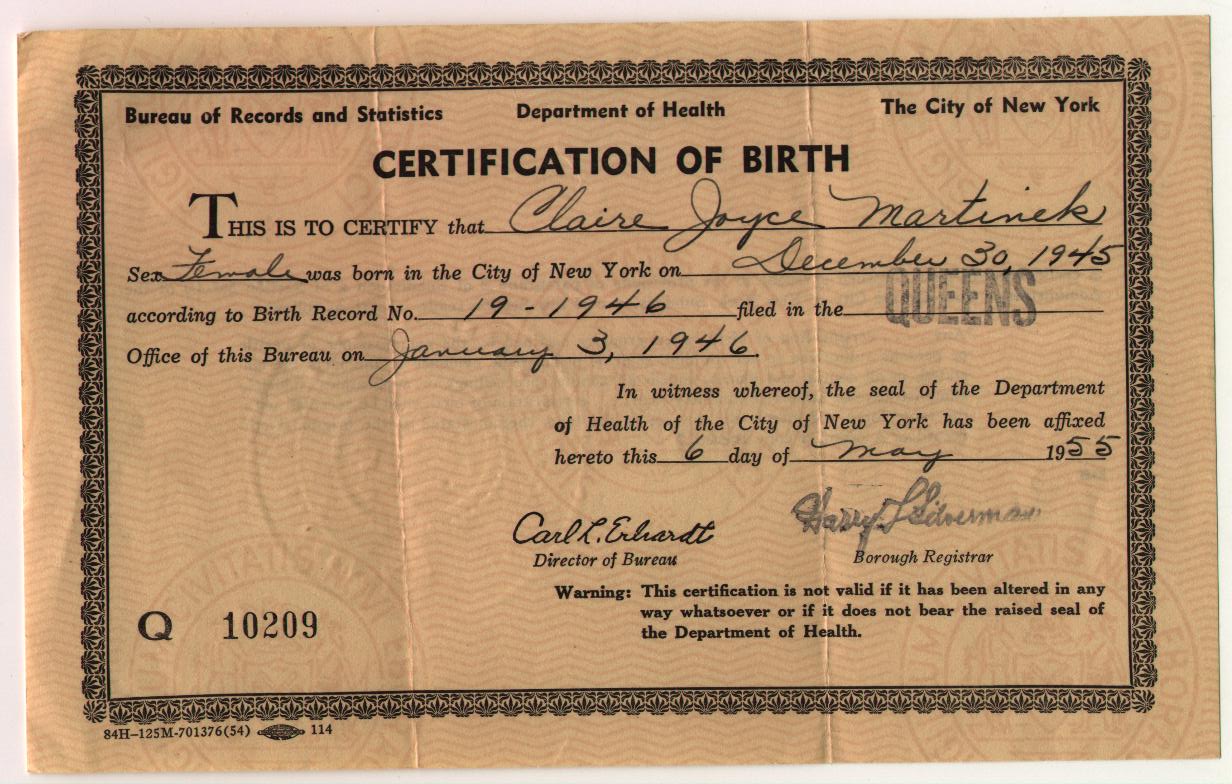 Bureau of Records and Statistics Department of Health The City of New York
CERTIFICATION OF BIRTH
THIS IS TO CERTIFY that Claire Joyce Martinek
Sex Female was born in the City of New York on December 30, 1945
according to Birth Record No. 19-1946 filed in the QUEENS
Office of this Bureau on January 3, 1946.
In witness whereof, the seal of the Department
of Health of the City of New York has been affixed
hereto this 6 day of May 1955
Carl L. Erhardt Harry L Silverman
Director of Bureau Borough Registrar
Warning: This certification is not valid if it has been altered in any
way whatsoever or if it does not bear the raised seal of
the Department of Health.
Q 10209
84H-125M-701376(54) 114